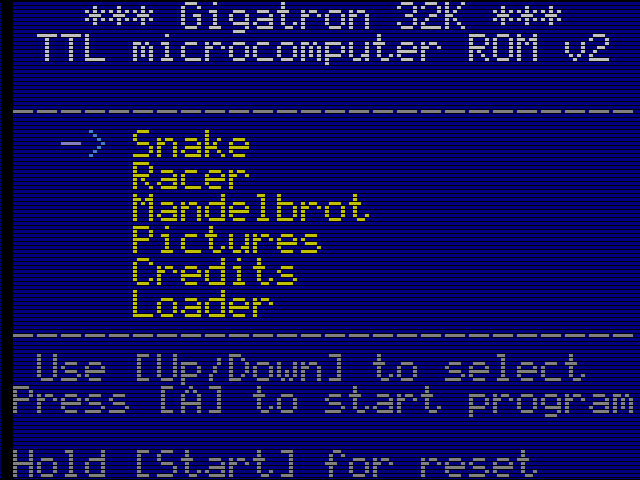 *** Gigatron 32K ***
TTL microcomputer ROM v2
--------------------------
-> Snake
Racer
Mandelbrot
Pictures
Credits
Loader
--------------------------
Use [Up/Down] to select
Press [A] to start program
Hold [Start] for reset